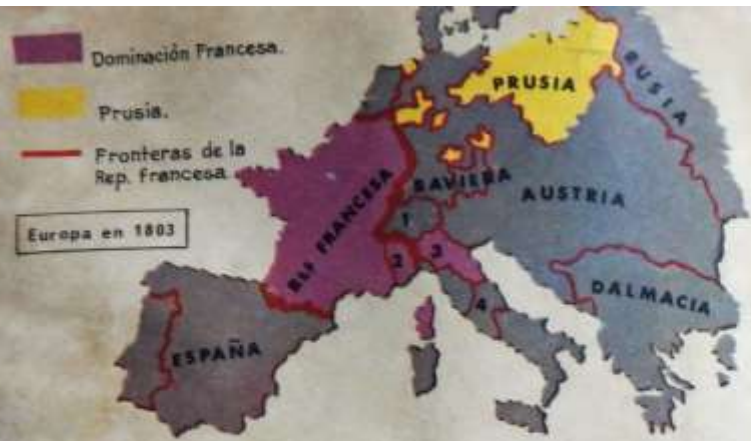 Dominación Francesa.
Prusia.
Fronteras de la
Rep. francesa
Europa en 1803
PRUSIA
RUSIA
BAVIERA
AUSTRIA
REP. FRANCESA
1
2
3
4
DALMACIA
ESPAÑA